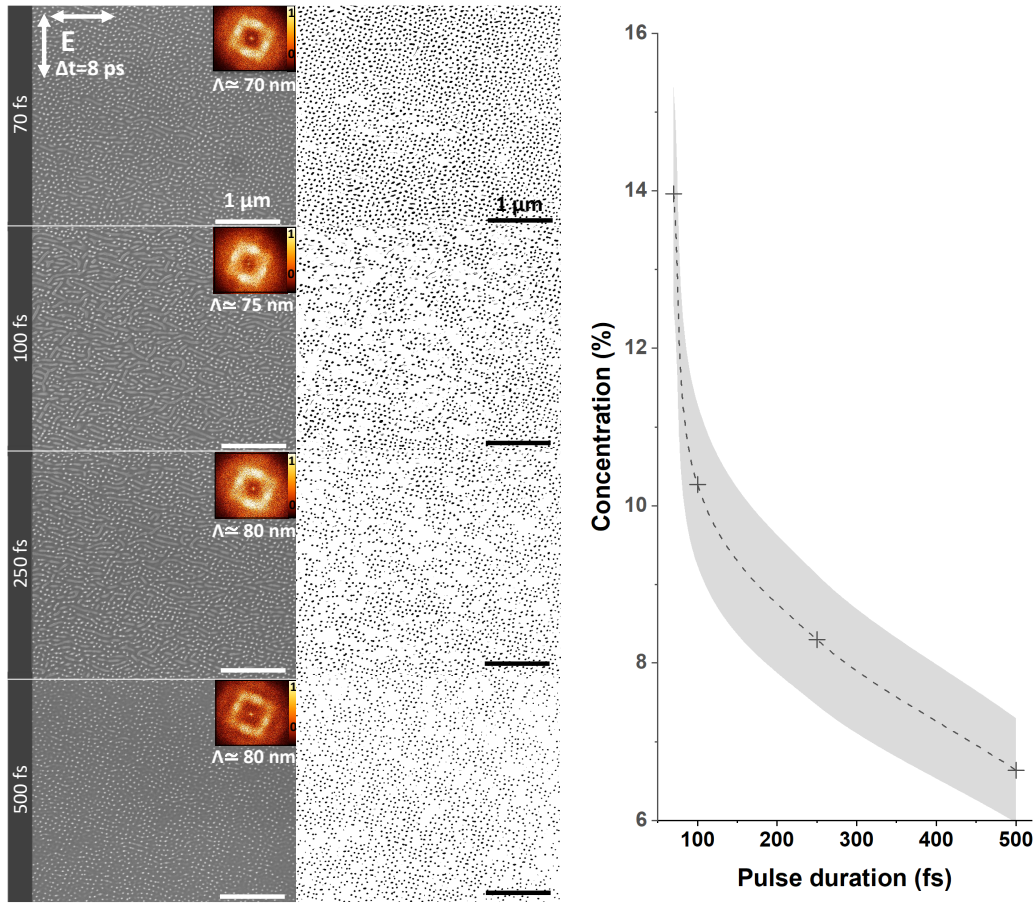 E
Δt=8 ps
1
0
Λ≃ 70 nm
70 fs
1 µm
1 µm
1
0
Λ≃ 75 nm
100 fs
1
0
Λ≃ 80 nm
250 fs
1
0
Λ≃ 80 nm
500 fs
16
14
12
10
8
6
Concentration (%)
100 200 300 400 500
Pulse duration (fs)